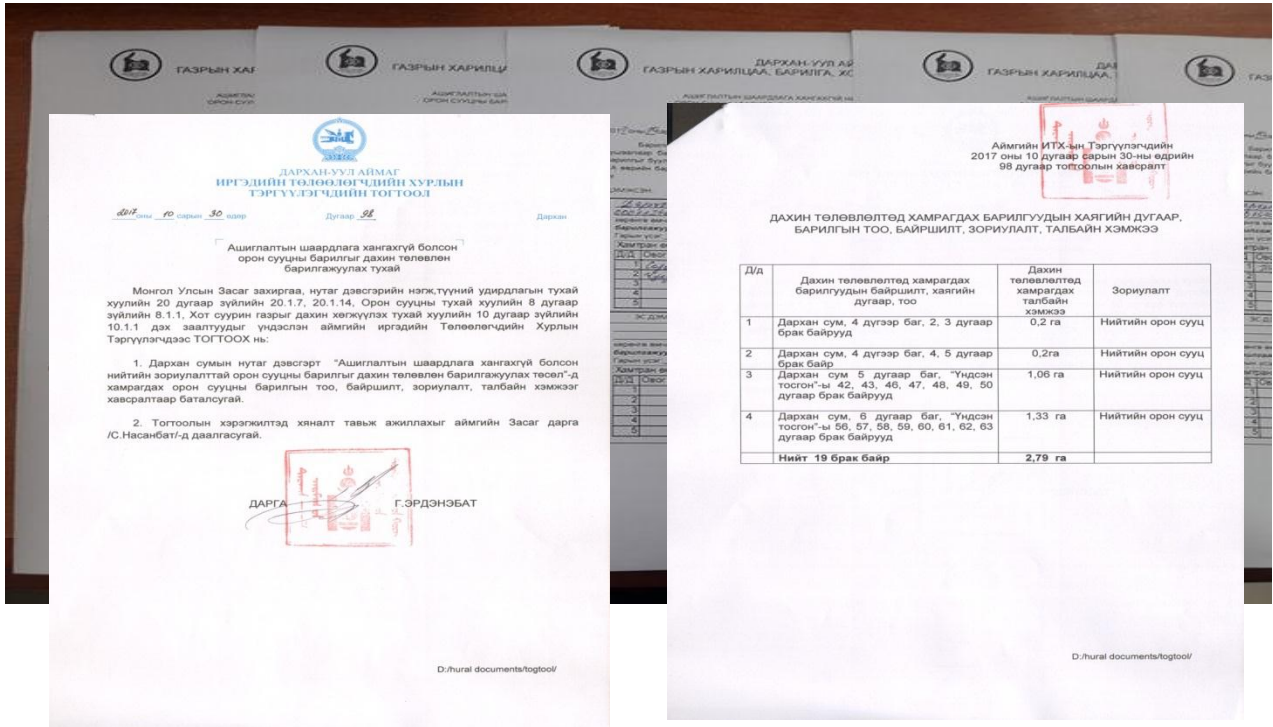 ГАЗРЫН ХАР
ГАЗРЫН ХАРИЛЦ
ДАРХАН-УУЛ АЙ
ГАЗРЫН ХАРИЛЦАА, БАРИЛГА, ХО
ДАР
ГАЗРЫН ХАРИЛЦАА,
ГАЗ
ДАРХАН-УУЛ АЙМАГ
ИРГЭДИЙН ТӨЛӨӨЛӨГЧДИЙН ХУРЛЫН
ТЭРГҮҮЛЭГЧДИЙН ТОГТООЛ
2017 оны 10 сарын 30 өдөр Дугаар 98 Дархан
Ашиглалтын шаардлага хангахгүй болсон
орон сууцны барилгыг дахин төлөвлөн
барилгажуулах тухай
Монгол Улсын Засаг захиргаа, нутаг дэвсгэрийн нэгж,түүний удирдлагын тухай
хуулийн 20 дугаар зүйлийн 20.1.7, 20.1.14, Орон сууцны тухай хуулийн 8 дугаар
зүйлийн 8.1.1, Хот суурин газрыг дахин хөгжүүлэх тухай хуулийн 10 дугаар зүйлийн
10.1.1 дэх заалтуудыг үндэслэн аймгийн иргэдийн Төлөөлөгчдийн Хурлын
Тэргүүлэгчдээс ТОГТООХ нь:
1. Дархан сумын нутаг дэвсгэрт “Ашиглалтын шаардлага хангахгүй болсон
нийтийн зориулалттай орон сууцны барилгыг дахин төлөвлөн барилгажуулах төсөл”-д
хамрагдах орон сууцны барилгын тоо, байршилт, зориулалт, талбайн хэмжээг
хавсралтаар баталсугай.
2. Тогтоолын хэрэгжилтэд хяналт тавьж ажиллахыг аймгийн Засаг дарга
/С.Насанбат/-д даалгасугай.
ДАРГА Г.ЭРДЭНЭБАТ
D:/hural documents/togtool/
Аймгийн ИТХ-ын Тэргүүлэгчдийн
2017 оны 10 дугаар сарын 30-ны өдрийн
98 дугаар тогтоолын хавсралт
ДАХИН ТӨЛӨВЛӨЛТӨД ХАМРАГДАХ БАРИЛГУУДЫН ХАЯГИЙН ДУГААР,
БАРИЛГЫН ТОО, БАЙРШИЛТ, ЗОРИУЛАЛТ, ТАЛБАЙН ХЭМЖЭЭ
Д/д
Дахин төлөвлөлтөд хамрагдах
барилгуудын байршилт, хаягийн
дугаар, тоо
Дахин
төлөвлөлтөд
хамрагдах
талбайн
хэмжээ
Зориулалт
1 Дархан сум, 4 дүгээр баг, 2, 3 дугаар 0,2 га Нийтийн орон сууц
брак байрууд
2 Дархан сум, 4 дүгээр баг, 4, 5 дугаар 0,2га Нийтийн орон сууц
брак байр
3 Дархан сум 5 дугаар баг, “Үндсэн 1,06 га Нийтийн орон сууц
тосгон”-ы 42, 43, 46, 47, 48, 49, 50
дугаар брак байрууд
4 Дархан сум, 6 дугаар баг, “Үндсэн 1,33 га Нийтийн орон сууц
тосгон”-ы 56, 57, 58, 59, 60, 61, 62, 63
дугаар брак байрууд
Нийт 19 брак байр 2,79 га
D:/hural documents/togtool/